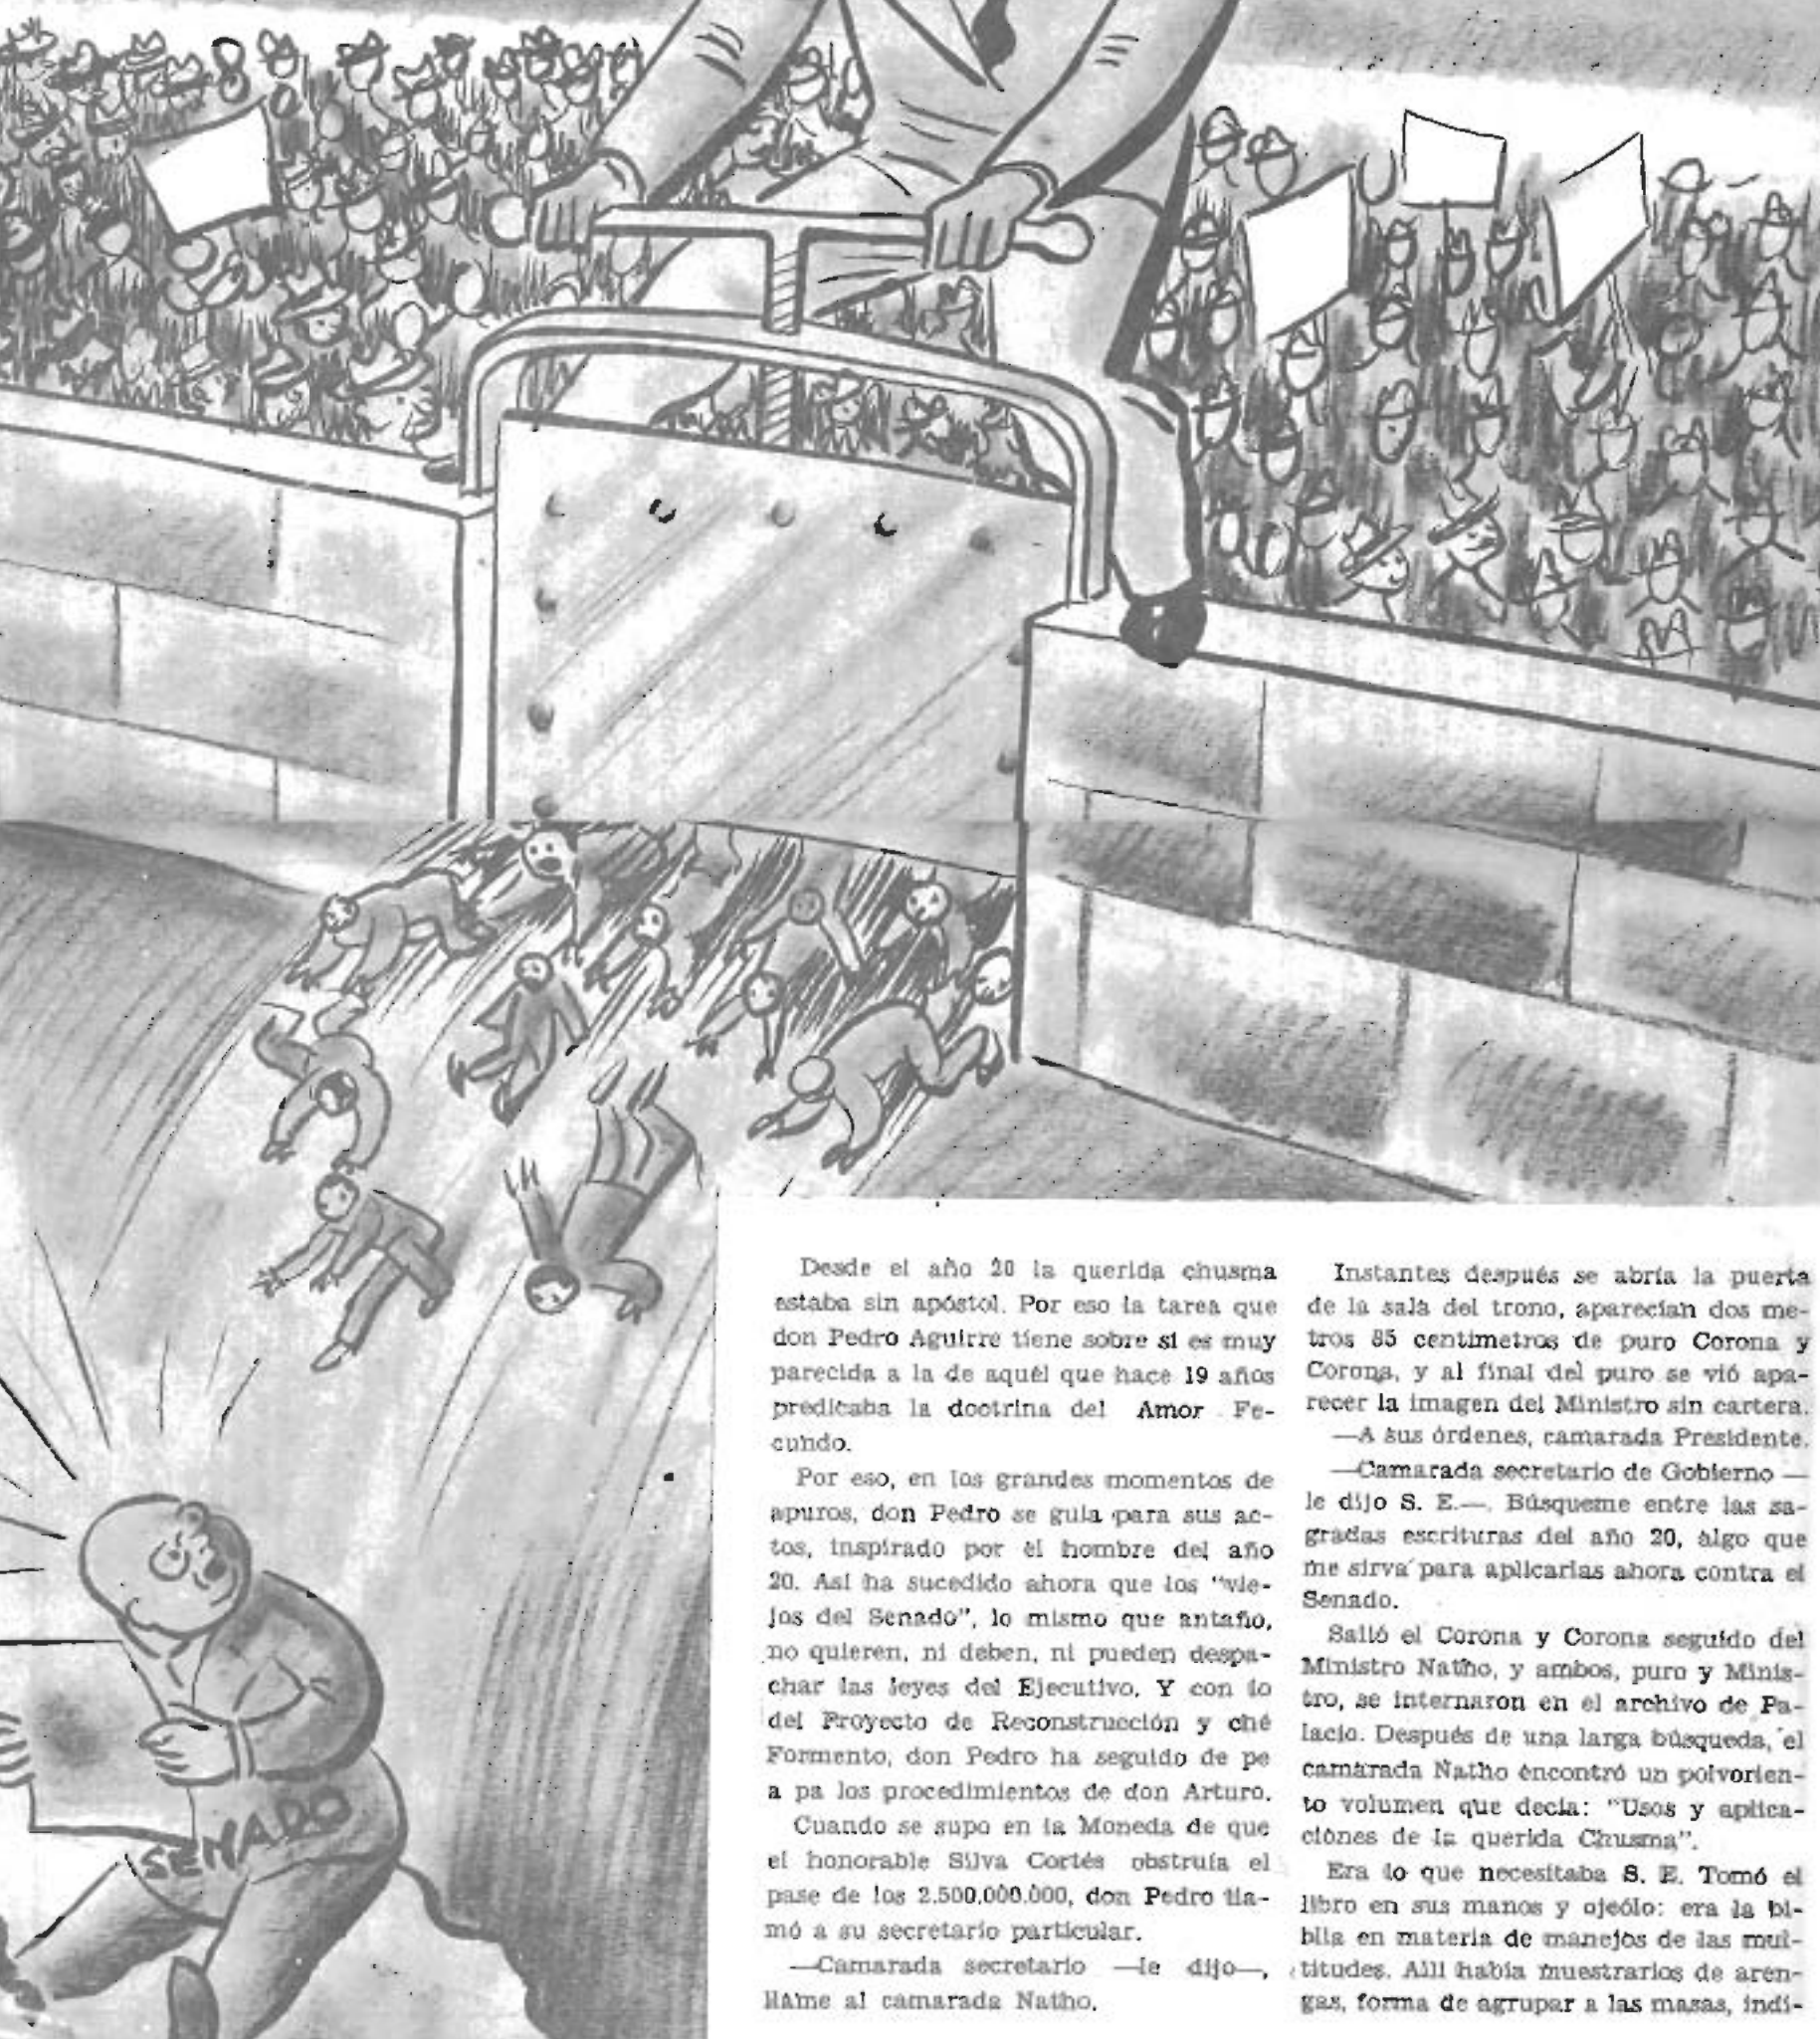 SENADO
Desde el año 20 la querida chusma
estaba sin apóstol. Por eso la tarea que
don Pedro Aguirre tiene sobre si es muy
parecida a la de aquél que hace 19 años
predicaba la doctrina del Amor Fe-
cundo.
Por eso, en los grandes momentos de
apuros, don Pedro se guía para sus ac-
tos, inspirado por el hombre del año
20. Así ha sucedido ahora que los "vie-
jos del Senado", lo mismo que antaño,
no quieren, ni deben, ni pueden despa-
char las leyes del Ejecutivo. Y con lo
del Proyecto de Reconstrucción y ché
Formento, don Pedro ha seguido de pe
a pa los procedimientos de don Arturo.
Cuando se supo en la Moneda de que
el honorable Silva Cortés obstruía el
pase de los 2.500.000.000, don Pedro lla-
mó a su secretario particular.
—Camarada secretario —le dijo—,
llame al camarada Natho.
Instantes después se abría la puerta
de la sala del trono, aparecían dos me-
tros 85 centímetros de puro Corona y
Corona, y al final del puro se vió apa-
recer la imagen del Ministro sin cartera.
—A sus órdenes, camarada Presidente.
—Camarada secretario de Gobierno —
le dijo S. E.—. Búsqueme entre las sa-
gradas escrituras del año 20, algo que
me sirva para aplicarlas ahora contra el
Senado.
Salió el Corona y Corona seguido del
Ministro Natho, y ambos, puro y Minis-
tro, se internaron en el archivo de Pa-
lacio. Después de una larga búsqueda, el
camarada Natho encontró un polvorien-
to volumen que decía: "Usos y aplica-
ciones de la querida Chusma".
Era lo que necesitaba S. E. Tomó el
libro en sus manos y ojeólo: era la bi-
blia en materia de manejos de las mul-
titudes. Allí había muestrarios de aren-
gas, forma de agrupar a las masas, indi-